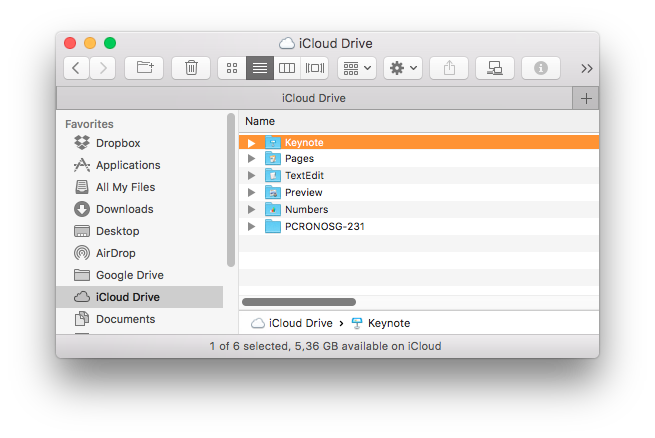 iCloud Drive
iCloud Drive
Favorites
Dropbox
Applications
All My Files
Downloads
Desktop
AirDrop
Google Drive
iCloud Drive
Documents
Name
Keynote
Pages
TextEdit
Preview
Numbers
PCRONOSG-231
iCloud Drive › Keynote
1 of 6 selected, 5,36 GB available on iCloud